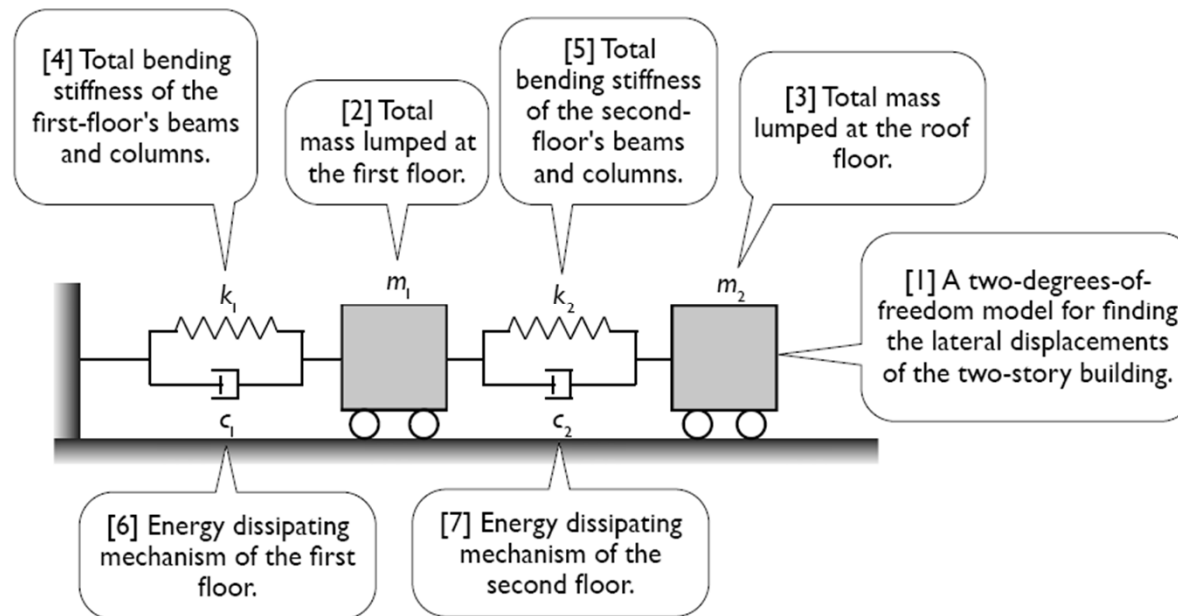 [4] Total bending
stiffness of the
first-floor's beams
and columns.
[2] Total
mass lumped at
the first floor.
[5] Total
bending stiffness
of the second-
floor's beams
and columns.
[3] Total mass
lumped at the roof
floor.
[1] A two-degrees-of-
freedom model for finding
the lateral displacements
of the two-story building.
k₁
m₁
k₂
m₂
c₁
c₂
[6] Energy dissipating
mechanism of the first
floor.
[7] Energy dissipating
mechanism of the
second floor.